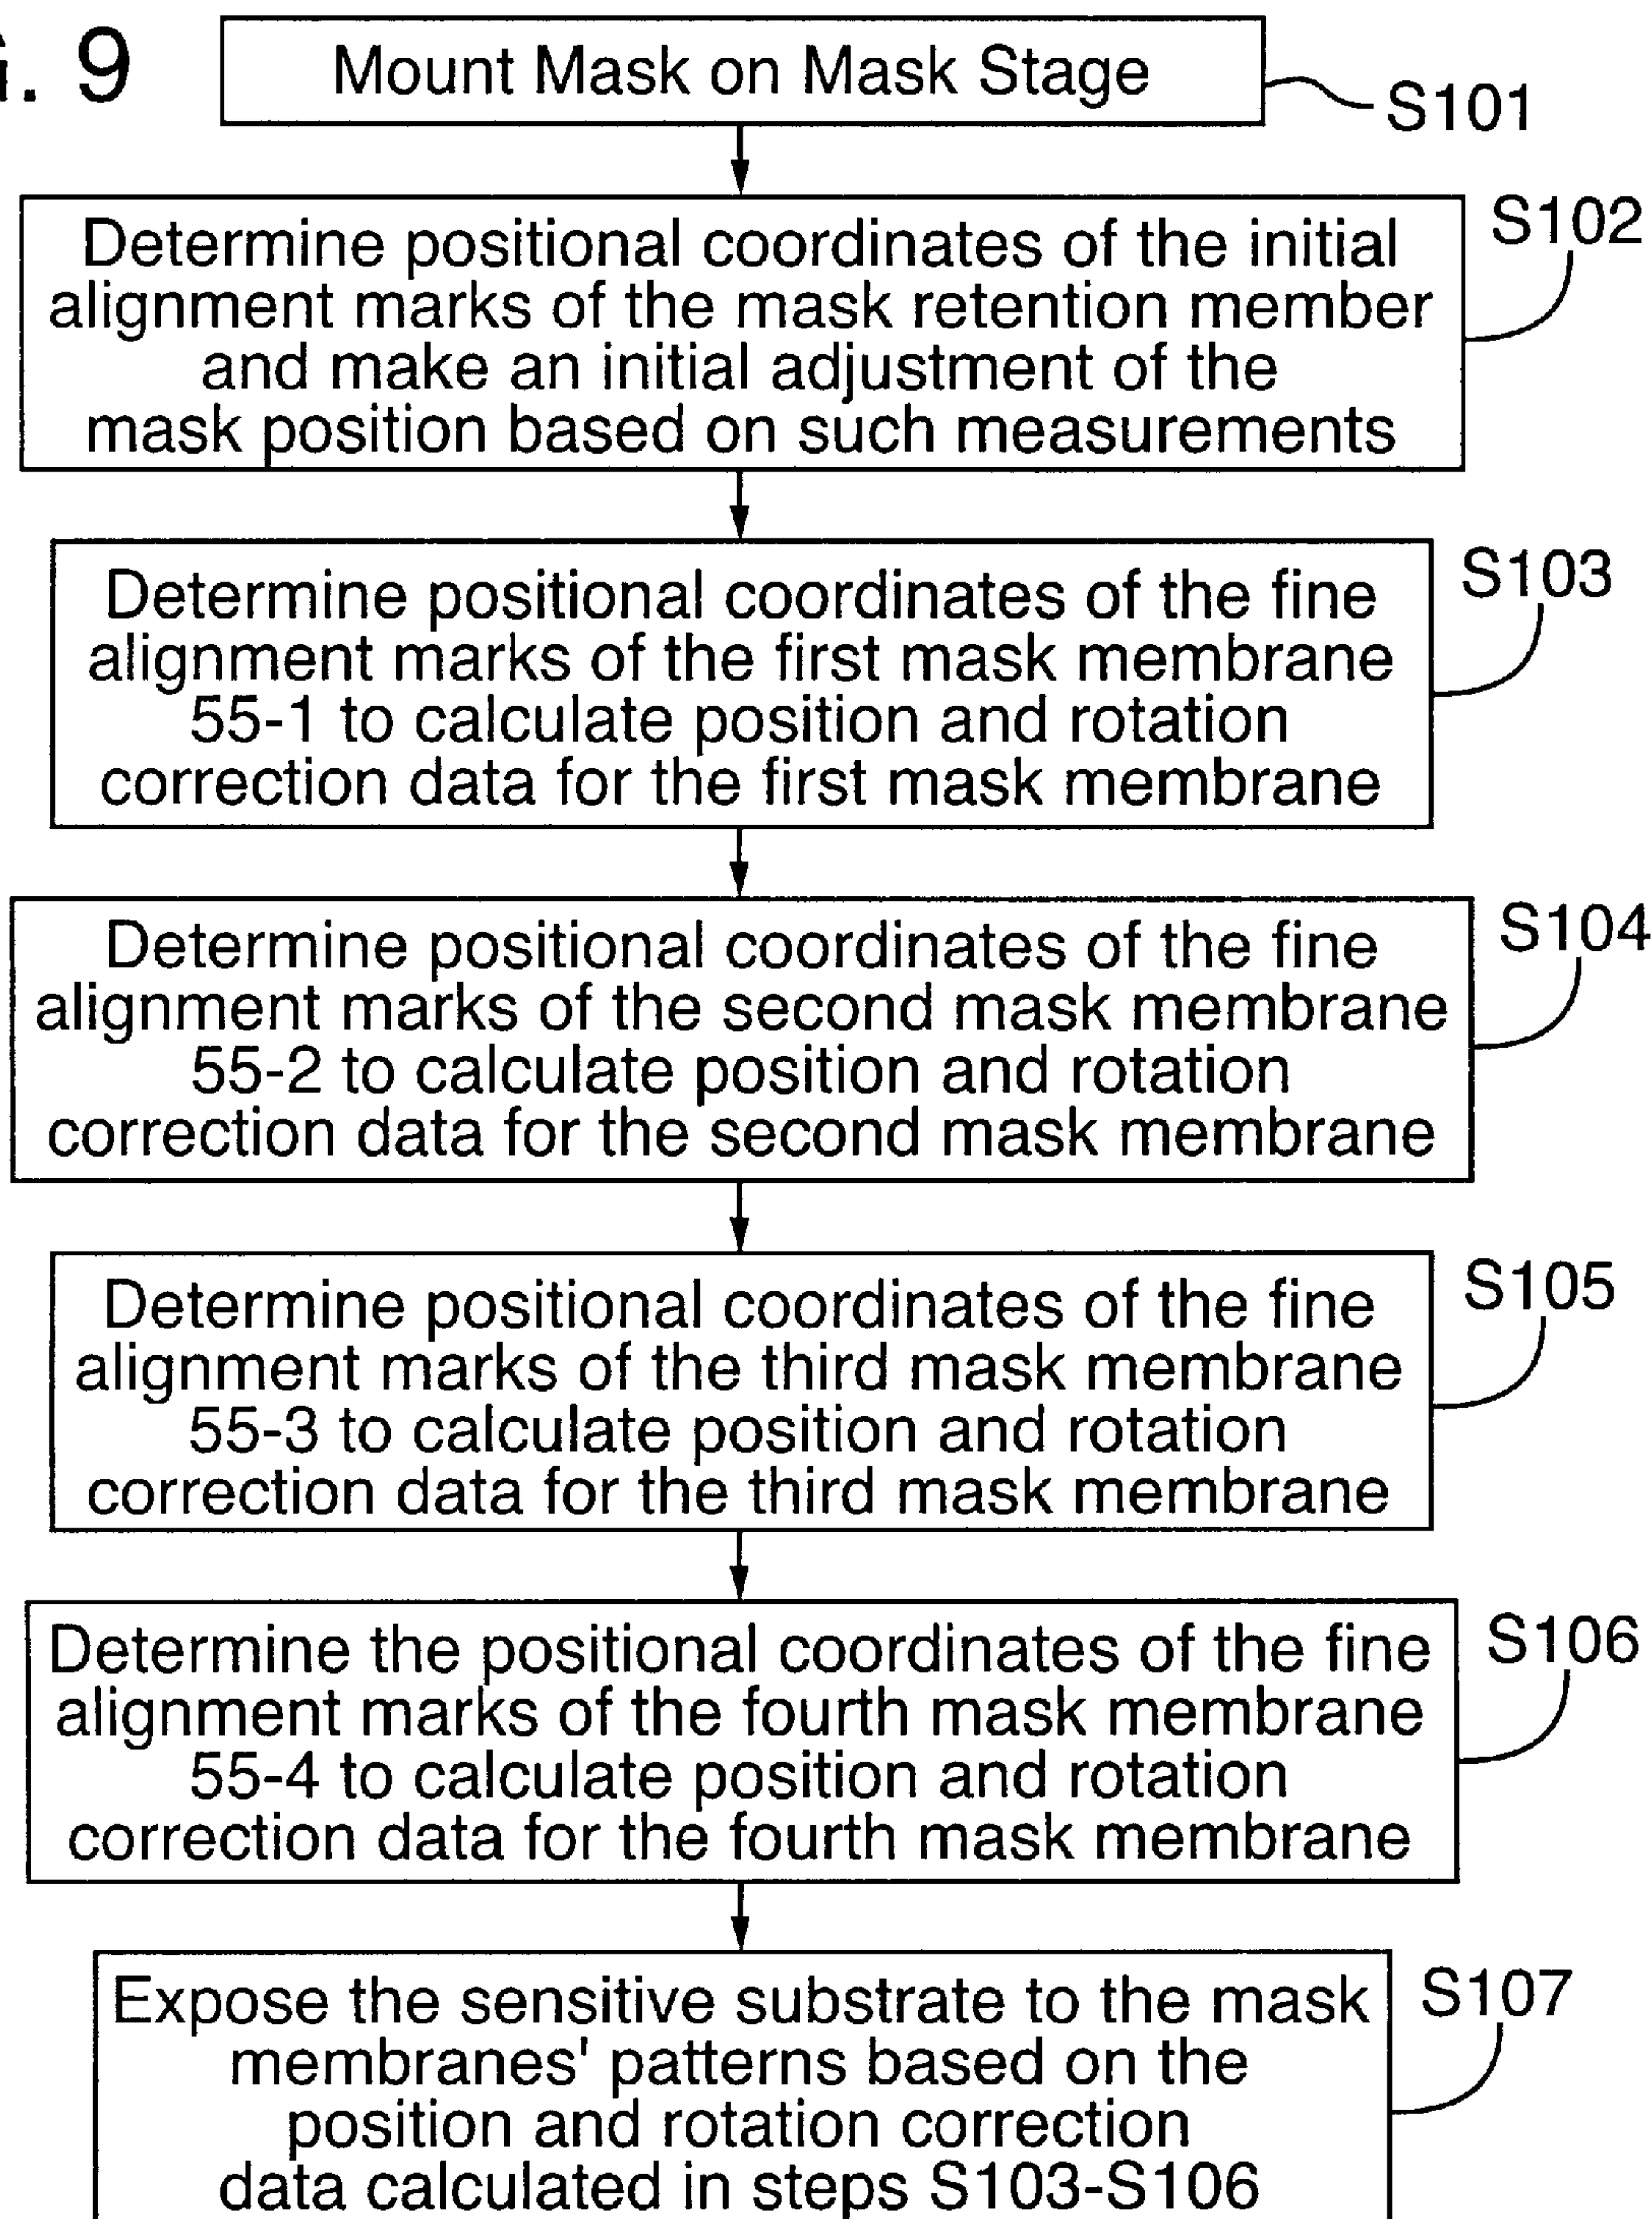 . 9
Mount Mask on Mask Stage
S101
Determine positional coordinates of the initial
alignment marks of the mask retention member
and make an initial adjustment of the
mask position based on such measurements
S102
Determine positional coordinates of the fine
alignment marks of the first mask membrane
55-1 to calculate position and rotation
correction data for the first mask membrane
S103
Determine positional coordinates of the fine
alignment marks of the second mask membrane
55-2 to calculate position and rotation
correction data for the second mask membrane
S104
Determine positional coordinates of the fine
alignment marks of the third mask membrane
55-3 to calculate position and rotation
correction data for the third mask membrane
S105
Determine the positional coordinates of the fine
alignment marks of the fourth mask membrane
55-4 to calculate position and rotation
correction data for the fourth mask membrane
S106
Expose the sensitive substrate to the mask
membranes' patterns based on the
position and rotation correction
data calculated in steps S103-S106
S107